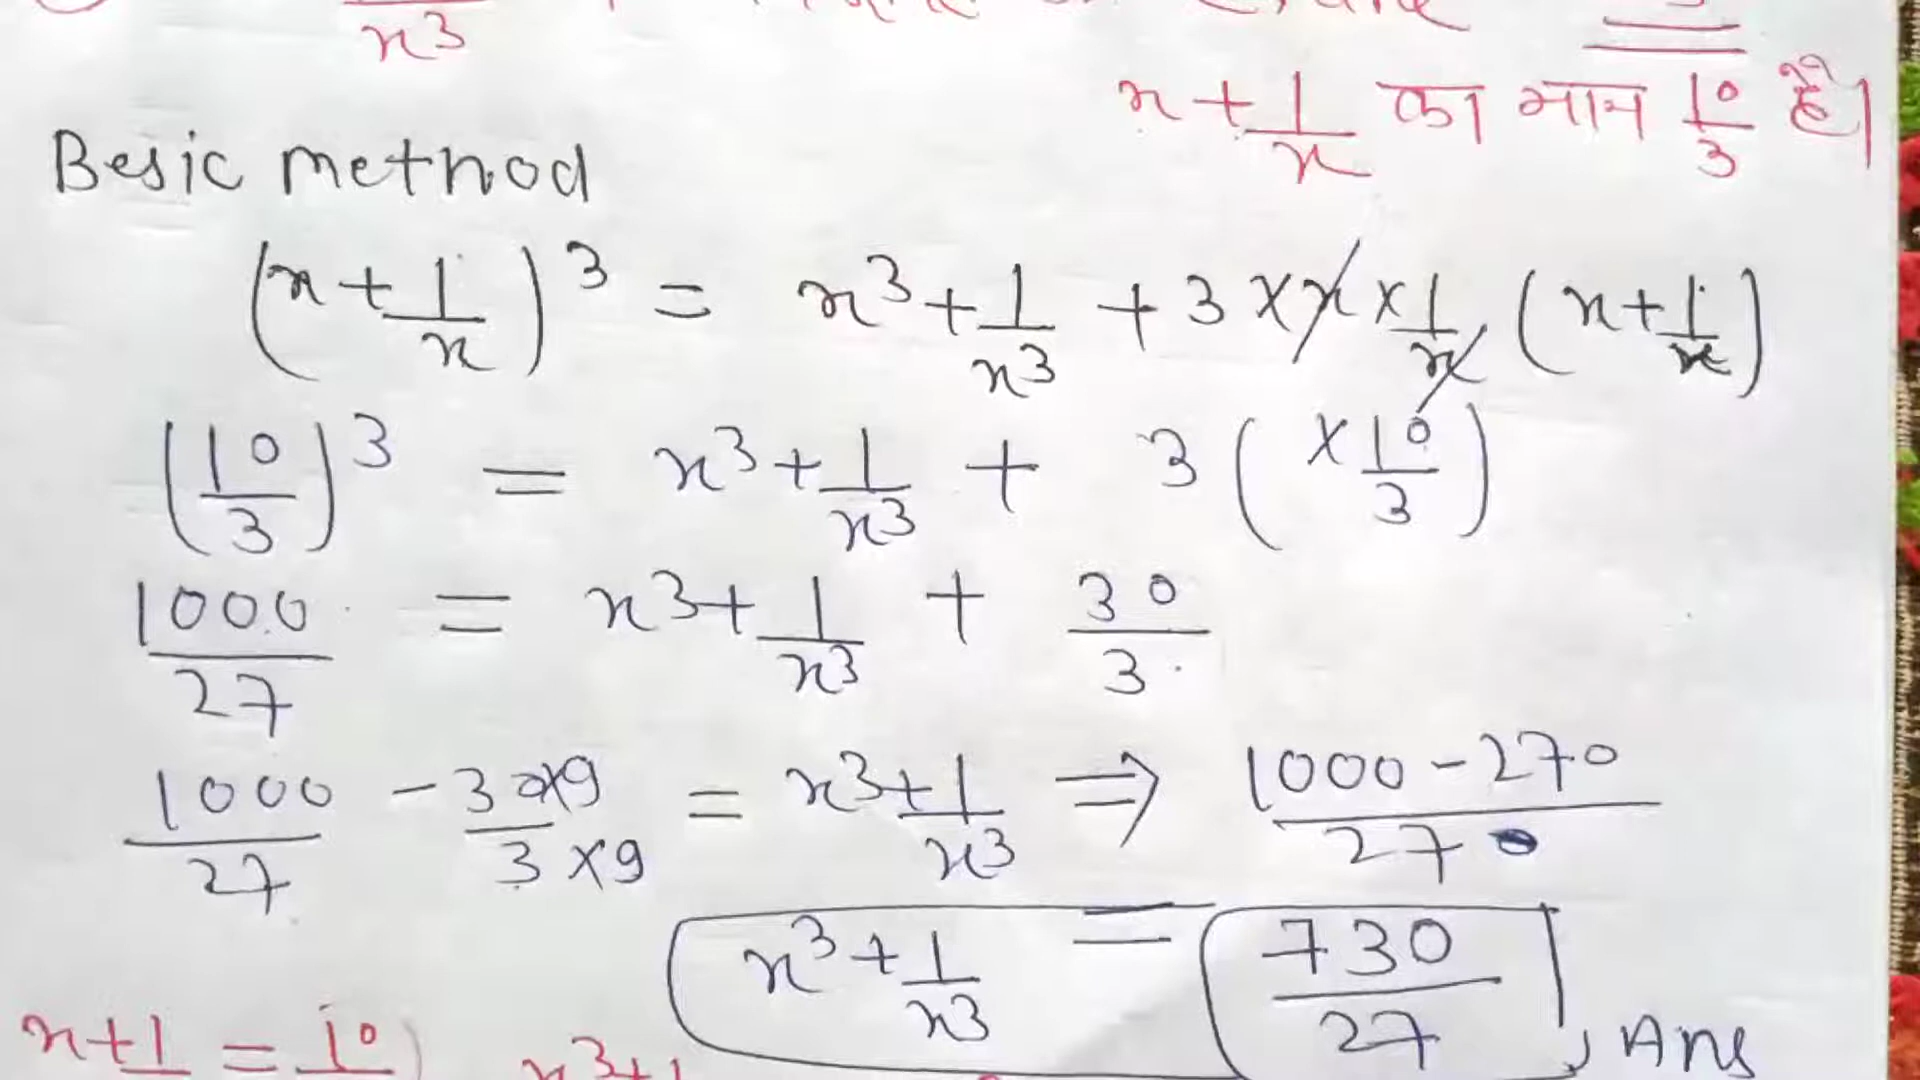 x³
x + 1/x का मान 10/3 है।
Besic method
(x + 1/x)³ = x³ + 1/x³ + 3 × x × 1/x (x + 1/x)
(10/3)³ = x³ + 1/x³ + 3 ( × 10/3 )
1000/27 = x³ + 1/x³ + 30/3
1000/27 - 30×9/3×9 = x³ + 1/x³ ⇒ 1000 - 270/27
x³ + 1/x³ = 730/27, Ans
x + 1 = 10
x³ + 1